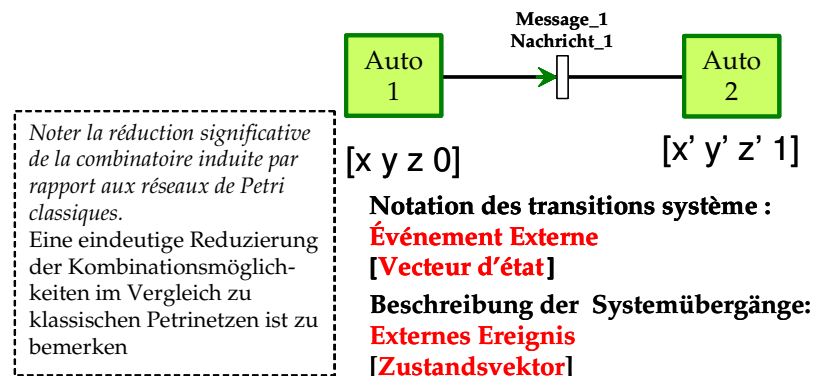 Message_1
Nachricht_1
Auto
1
Auto
2
[x y z 0]
[x' y' z' 1]
Noter la réduction significative
de la combinatoire induite par
rapport aux réseaux de Petri
classiques.
Eine eindeutige Reduzierung
der Kombinationsmöglich-
keiten im Vergleich zu
klassischen Petrinetzen ist zu
bemerken
Notation des transitions système :
Événement Externe
[Vecteur d'état]
Beschreibung der Systemübergänge:
Externes Ereignis
[Zustandsvektor]